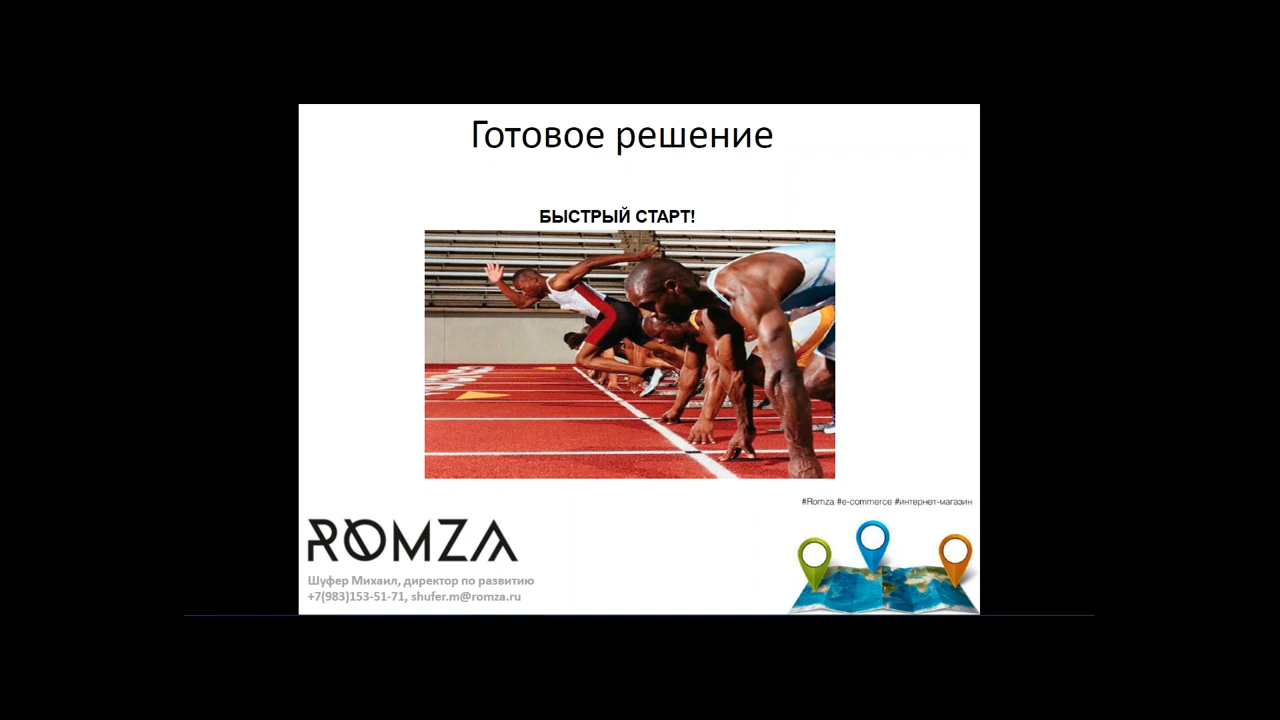 Готовое решение
БЫСТРЫЙ СТАРТ!
#Romza #e-commerce #интернет-магазин
ROMZA
Шуфер Михаил, директор по развитию
+7(983)153-51-71, shufer.m@romza.ru